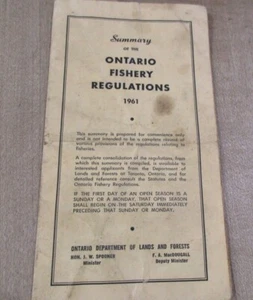 Summary
OF THE
ONTARIO
FISHERY
REGULATIONS
1961
This summary is prepared for convenience only
and is not intended to be a complete résumé of
various provisions of the regulations relating to
fisheries.
A complete consolidation of the regulations, from
which this summary is compiled, is available to
interested applicants from the Department of
Lands and Forests at Toronto, Ontario, and for
detailed reference consult the Statute and the
Ontario Fishery Regulations.
IF THE FIRST DAY OF AN OPEN SEASON IS A
SUNDAY OR A MONDAY, THAT OPEN SEASON
SHALL BEGIN ON THE SATURDAY IMMEDIATELY
PRECEDING THAT SUNDAY OR MONDAY.
ONTARIO DEPARTMENT OF LANDS AND FORESTS
HON. J. W. SPOONER
Minister
F. A. MacDOUGALL
Deputy Minister